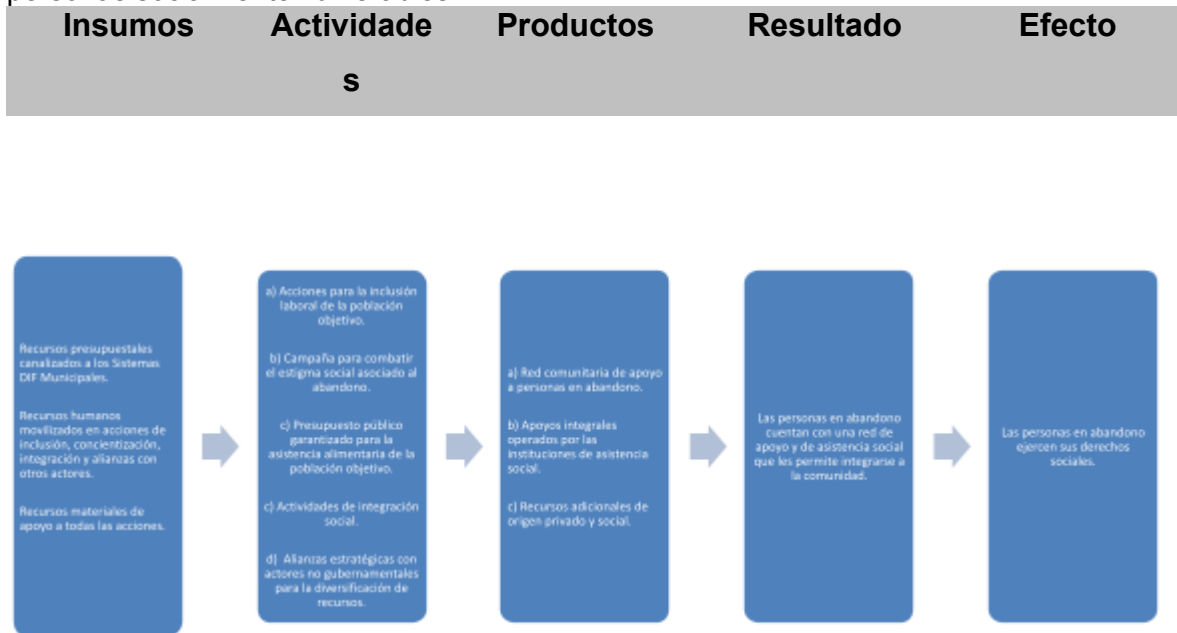 Insumos Actividade Productos Resultado Efecto
s
Recursos presupuestales
canalizados a los Sistemas
DIF Municipales.
Recursos humanos
movilizados en acciones de
inclusión, concientización,
integración y alianzas con
otros actores.
Recursos materiales de
apoyo a todas las acciones.
a) Acciones para la inclusión
laboral de la población
objetivo.
b) Campaña para combatir
el estigma social asociado al
abandono.
c) Presupuesto público
garantizado para la
asistencia alimentaria de la
población objetivo.
c) Actividades de integración
social.
d) Alianzas estratégicas con
actores no gubernamentales
para la diversificación de
recursos.
a) Red comunitaria de apoyo
a personas en abandono.
b) Apoyos integrales
operados por las
instituciones de asistencia
social.
c) Recursos adicionales de
origen privado y social.
Las personas en abandono
cuentan con una red de
apoyo y de asistencia social
que les permite integrarse a
la comunidad.
Las personas en abandono
ejercen sus derechos
sociales.